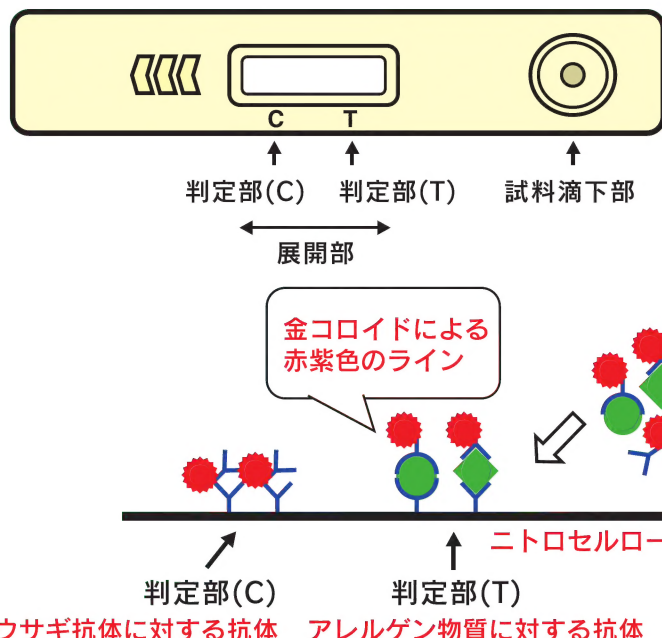 C T
判定部(C) 判定部(T) 試料滴下部
展開部
金コロイドによる
赤紫色のライン
ニトロセルロー
判定部(C) 判定部(T)
ウサギ抗体に対する抗体 アレルゲン物質に対する抗体